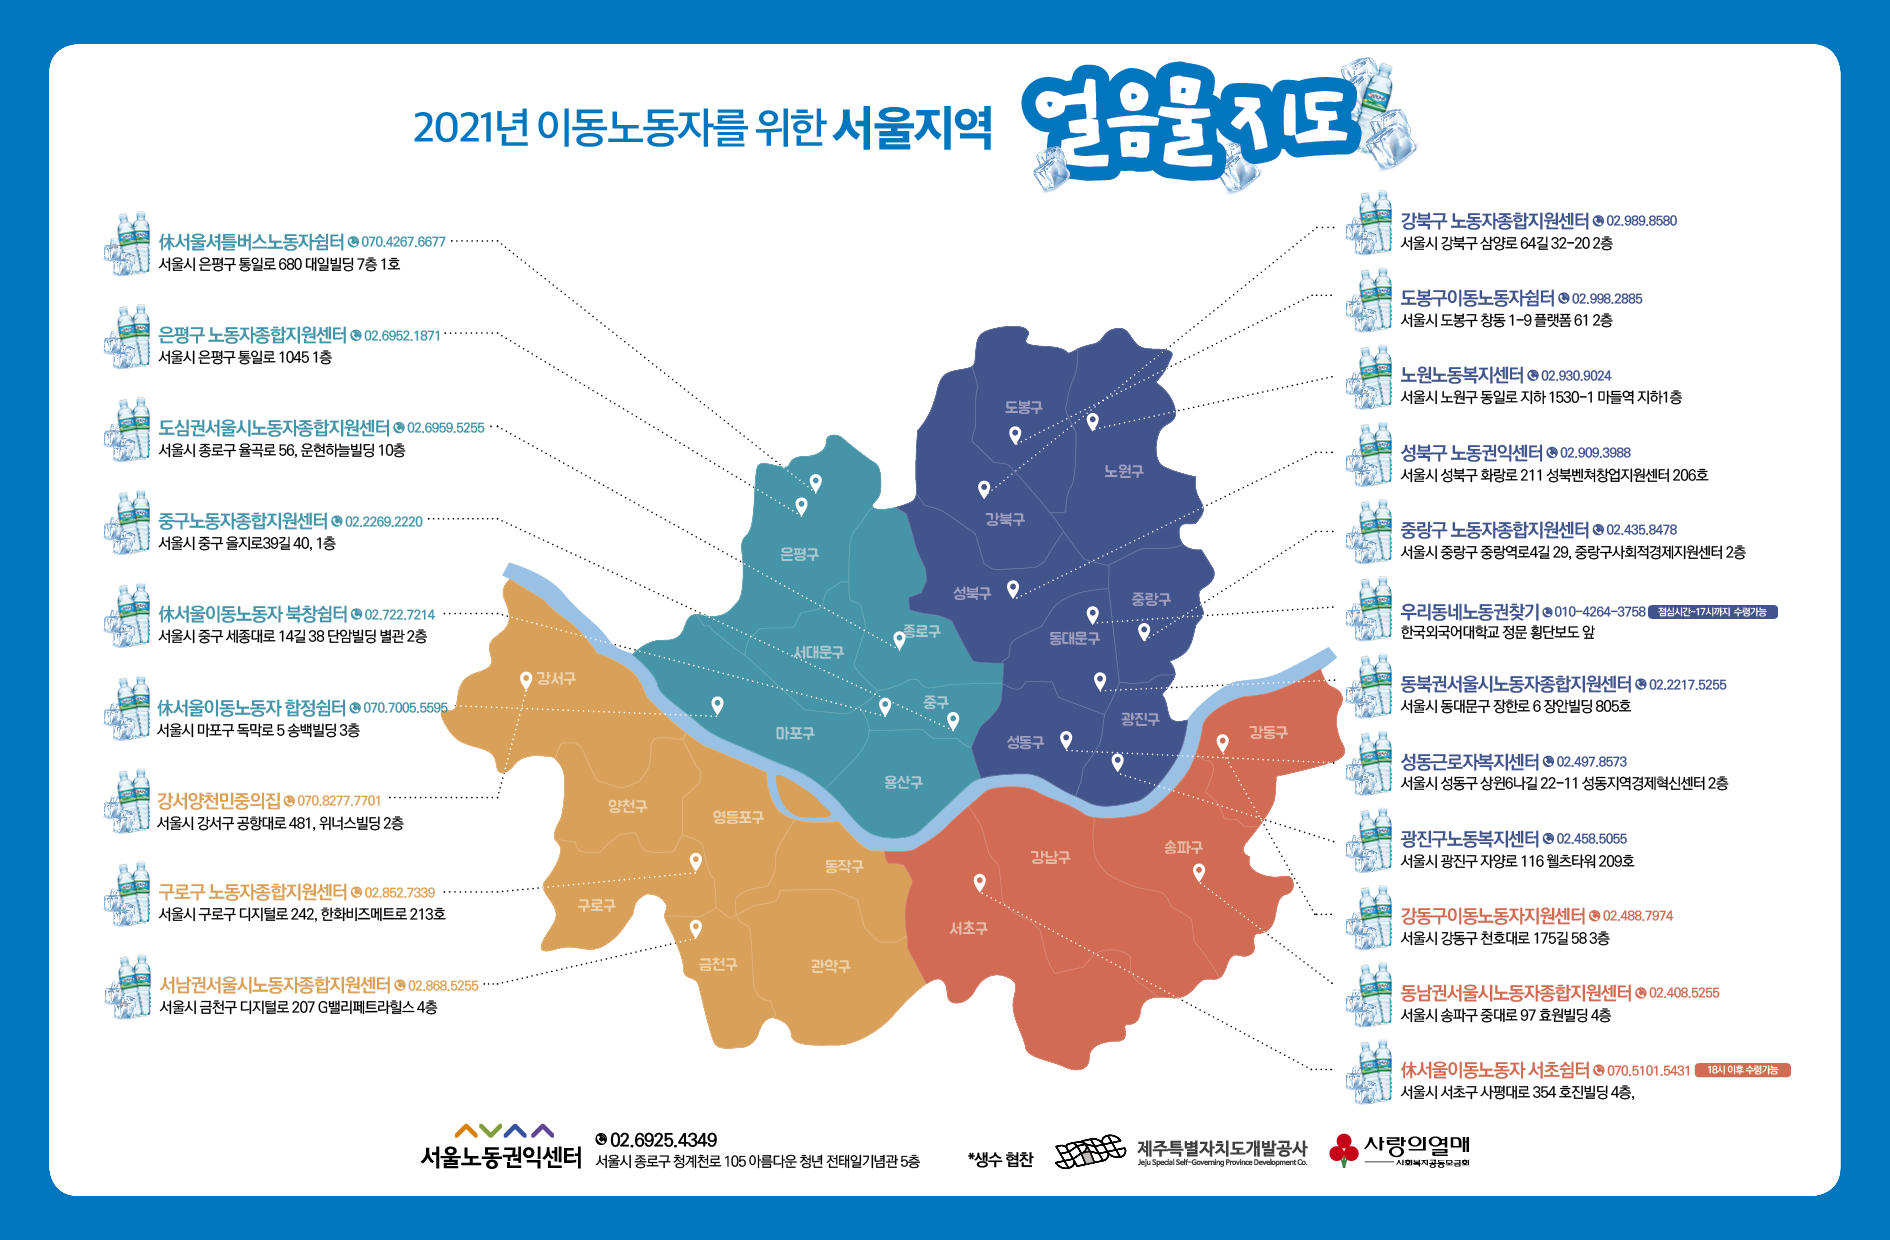 2021년 이동노동자를 위한 서울지역 얼음물 지도
休서울셔틀버스노동자쉼터 070.4267.6677
서울시 은평구 통일로 680 대일빌딩 7층 1호
은평구 노동자종합지원센터 02.6952.1871
서울시 은평구 통일로 1045 1층
도심권서울시노동자종합지원센터 02.6959.5255
서울시 종로구 율곡로 56, 운현하늘빌딩 10층
중구노동자종합지원센터 02.2269.2220
서울시 중구 을지로39길 40, 1층
休서울이동노동자 북창쉼터 02.722.7214
서울시 중구 세종대로 14길 38 단암빌딩 별관 2층
休서울이동노동자 합정쉼터 070.7005.5595
서울시 마포구 독막로 5 송백빌딩 3층
강서양천민중의집 070.8277.7701
서울시 강서구 공항대로 481, 위너스빌딩 2층
구로구 노동자종합지원센터 02.852.7339
서울시 구로구 디지털로 242, 한화비즈메트로 213호
서남권서울시노동자종합지원센터 02.868.5255
서울시 금천구 디지털로 207 G밸리페트라힐스 4층
도봉구
노원구
강북구
은평구
성북구
중랑구
종로구
동대문구
서대문구
강서구
중구
광진구
마포구
성동구
강동구
용산구
양천구
영등포구
송파구
강남구
동작구
구로구
서초구
금천구
관악구
강북구 노동자종합지원센터 02.989.8580
서울시 강북구 삼양로 64길 32-20 2층
도봉구이동노동자쉼터 02.998.2885
서울시 도봉구 창동 1-9 플랫폼 61 2층
노원노동복지센터 02.930.9024
서울시 노원구 동일로 지하 1530-1 마들역 지하1층
성북구 노동권익센터 02.909.3988
서울시 성북구 화랑로 211 성북벤쳐창업지원센터 206호
중랑구 노동자종합지원센터 02.435.8478
서울시 중랑구 중랑역로4길 29, 중랑구사회적경제지원센터 2층
우리동네노동권찾기 010-4264-3758 점심시간~17시까지 수령가능
한국외국어대학교 정문 횡단보도 앞
동북권서울시노동자종합지원센터 02.2217.5255
서울시 동대문구 장한로 6 장안빌딩 805호
성동근로자복지센터 02.497.8573
서울시 성동구 상원6나길 22-11 성동지역경제혁신센터 2층
광진구노동복지센터 02.458.5055
서울시 광진구 자양로 116 웰츠타워 209호
강동구이동노동자지원센터 02.488.7974
서울시 강동구 천호대로 175길 58 3층
동남권서울시노동자종합지원센터 02.408.5255
서울시 송파구 중대로 97 효원빌딩 4층
休서울이동노동자 서초쉼터 070.5101.5431 18시 이후 수령가능
서울시 서초구 사평대로 354 호진빌딩 4층,
서울노동권익센터
02.6925.4349
서울시 종로구 청계천로 105 아름다운 청년 전태일기념관 5층
*생수 협찬
제주특별자치도개발공사
Jeju Special Self-Governing Province Development Co.
사랑의열매
사회복지공동모금회